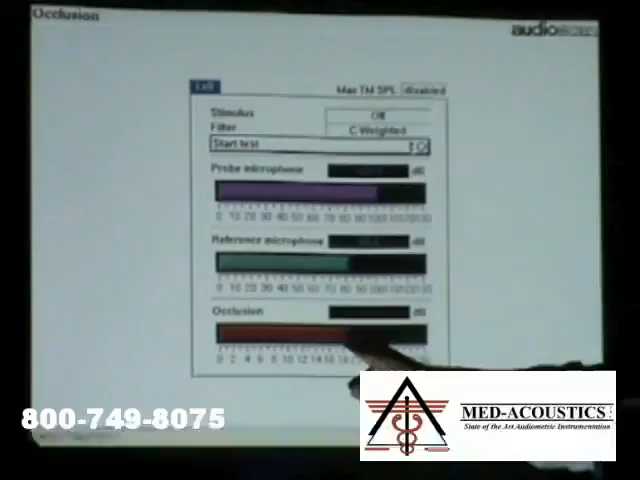 Occlusion
audioscan
Left
Max TM SPL disabled
Stimulus Off
Filter C Weighted
Start test
Probe microphone dB
0 10 20 30 40 50 60 70 80 90 100 110 120 130
Reference microphone dB
0 10 20 30 40 50 60 70 80 90 100 110 120 130
Occlusion dB
0 2 4 6 8 10 12 14 16 18
800-749-8075
MED-ACOUSTICS
State of the Art Audiometric Instrumentation